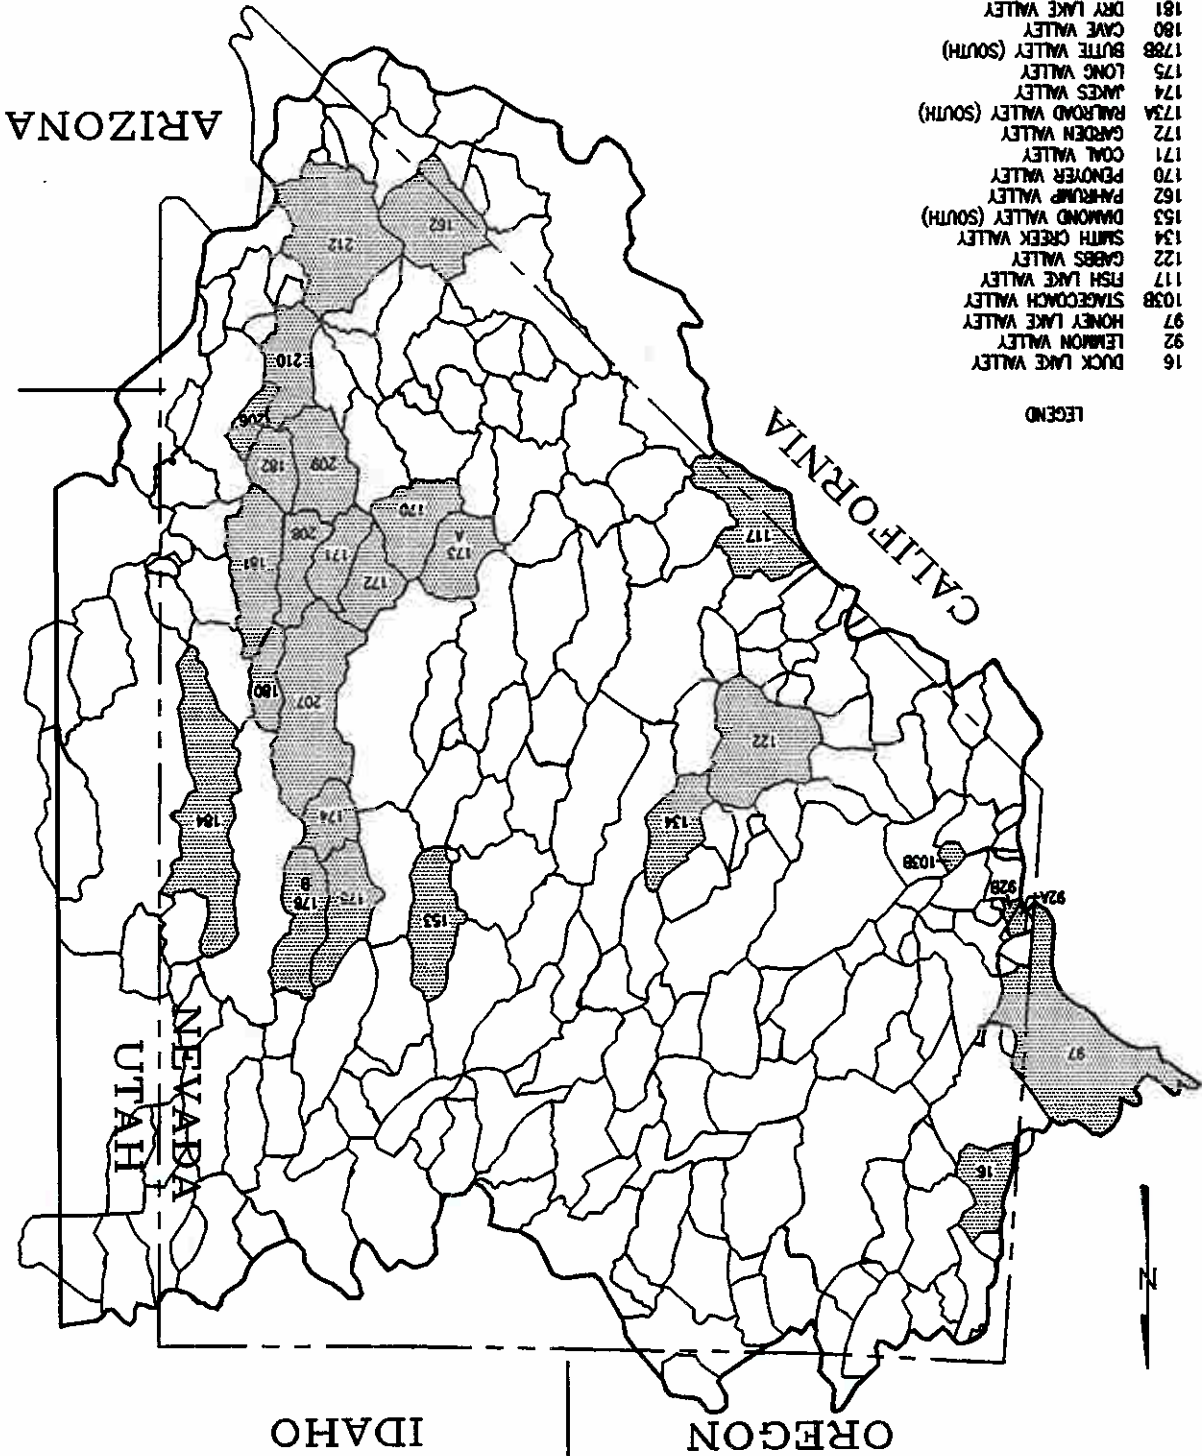 OREGON
IDAHO
N
UTAH
NEVADA
16
97
92A
92B
103B
153
175
178
B
134
184
174
122
207
180
172
171
181
173
A
117
208
170
209
182
206
CALIFORNIA
210
212
162
ARIZONA
LEGEND
16 DUCK LAKE VALLEY
92 LEMMON VALLEY
97 HONEY LAKE VALLEY
103B STAGECOACH VALLEY
117 FISH LAKE VALLEY
122 GABBS VALLEY
134 SMITH CREEK VALLEY
153 DIAMOND VALLEY (SOUTH)
162 PAHRUMP VALLEY
170 PENOYER VALLEY
171 COAL VALLEY
172 GARDEN VALLEY
173A RAILROAD VALLEY (SOUTH)
174 JAKES VALLEY
175 LONG VALLEY
178B BUTTE VALLEY (SOUTH)
180 CAVE VALLEY
181 DRY LAKE VALLEY